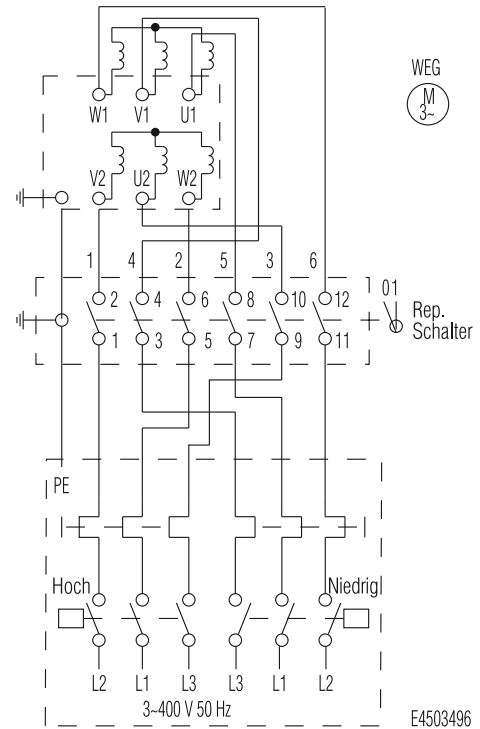 WEG
M
3~
W1 V1 U1
V2 U2 W2
1 4 2 5 3 6
2 4 6 8 10 12
01
Rep.
Schalter
1 3 5 7 9 11
PE
Hoch Niedrig
L2 L1 L3 L3 L1 L2
3~400 V 50 Hz
E4503496